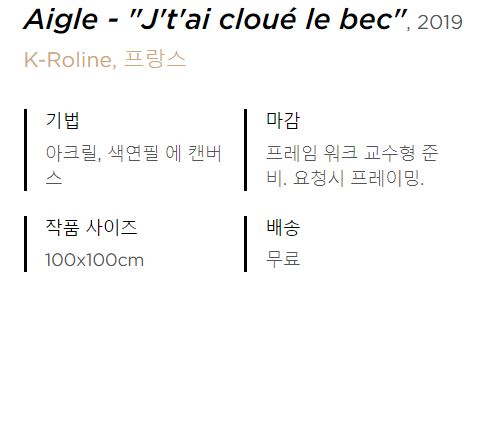 Aigle - "J't'ai cloué le bec", 2019
K-Roline, 프랑스
기법
아크릴, 색연필 에 캔버
스
마감
프레임 워크 교수형 준
비. 요청시 프레이밍.
작품 사이즈
100x100cm
배송
무료